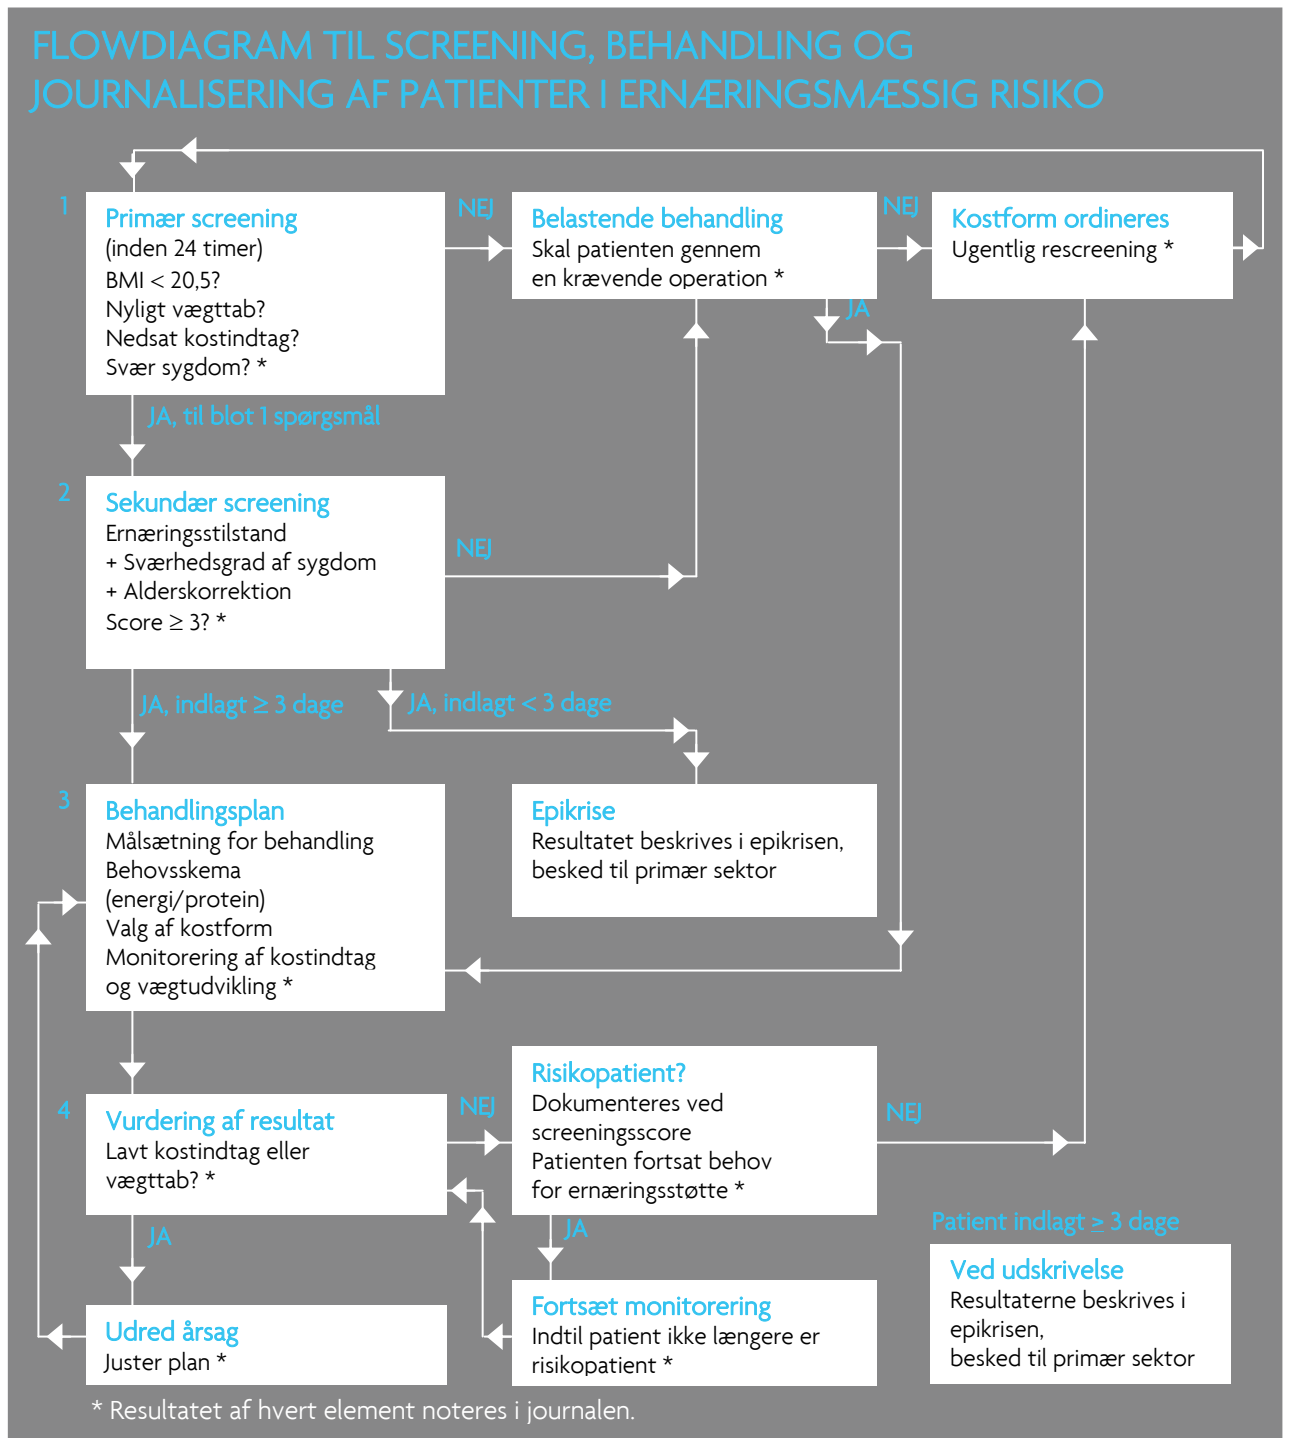 FLOWDIAGRAM TIL SCREENING, BEHANDLING OG
JOURNALISERING AF PATIENTER I ERNÆRINGSMÆSSIG RISIKO
1
Primær screening
(inden 24 timer)
BMI < 20,5?
Nyligt vægttab?
Nedsat kostindtag?
Svær sygdom? *
NEJ
Belastende behandling
Skal patienten gennem
en krævende operation *
NEJ
Kostform ordineres
Ugentlig rescreening *
JA
JA, til blot 1 spørgsmål
2
Sekundær screening
Ernæringsstilstand
+ Sværhedsgrad af sygdom
+ Alderskorrektion
Score ≥ 3? *
NEJ
JA, indlagt ≥ 3 dage
JA, indlagt < 3 dage
3
Behandlingsplan
Målsætning for behandling
Behovsskema
(energi/protein)
Valg af kostform
Monitorering af kostindtag
og vægtudvikling *
Epikrise
Resultatet beskrives i epikrisen,
besked til primær sektor
4
Vurdering af resultat
Lavt kostindtag eller
vægttab? *
NEJ
Risikopatient?
Dokumenteres ved
screeningsscore
Patienten fortsat behov
for ernæringsstøtte *
NEJ
JA
JA
Udred årsag
Juster plan *
Fortsæt monitorering
Indtil patient ikke længere er
risikopatient *
Patient indlagt ≥ 3 dage
Ved udskrivelse
Resultaterne beskrives i
epikrisen,
besked til primær sektor
* Resultatet af hvert element noteres i journalen.